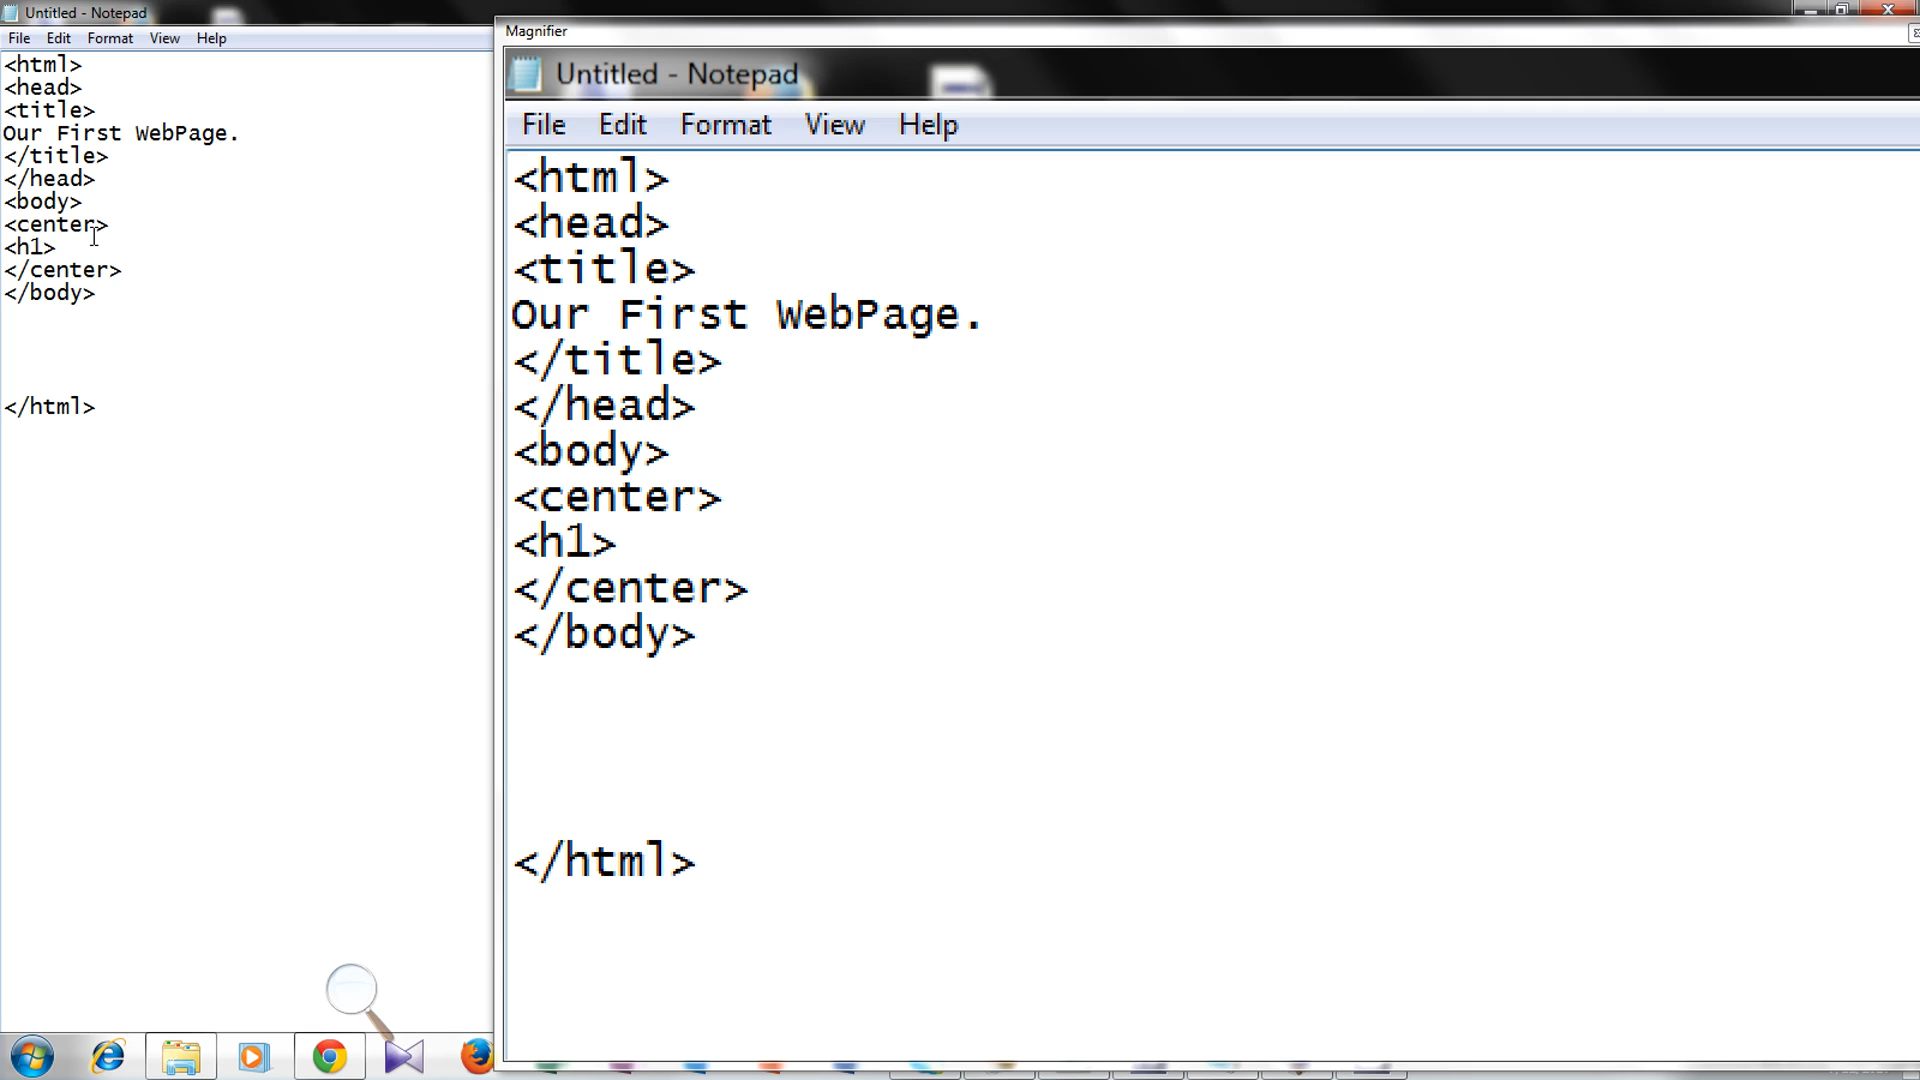 Untitled - Notepad
File Edit Format View Help
<html>
<head>
<title>
Our First WebPage.
</title>
</head>
<body>
<center>
<h1>
</center>
</body>
</html>
Magnifier
Untitled - Notepad
File Edit Format View Help
<html>
<head>
<title>
Our First WebPage.
</title>
</head>
<body>
<center>
<h1>
</center>
</body>
</html>